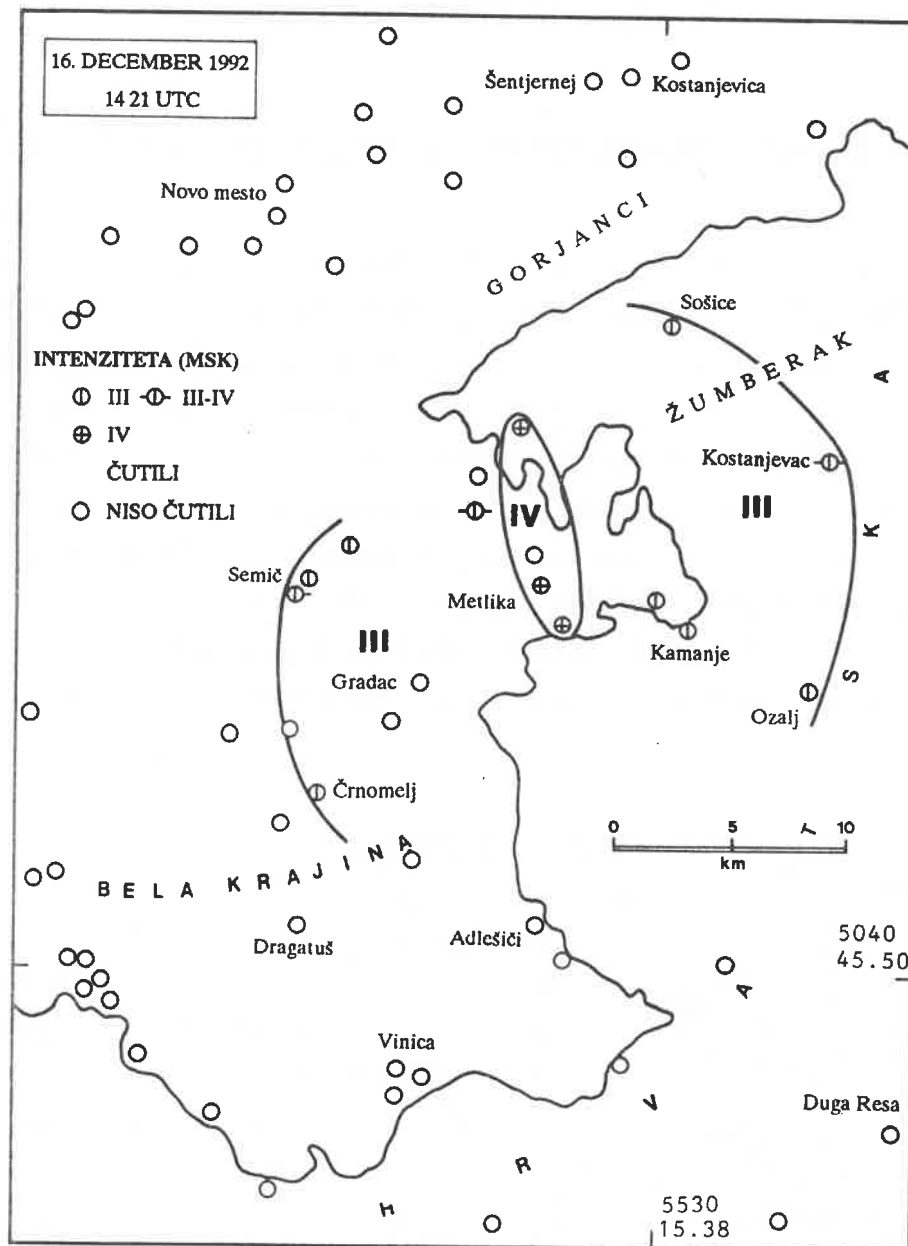 16. DECEMBER 1992
14 21 UTC
Šentjernej
Kostanjevica
Novo mesto
GORJANCI
Sošice
INTENZITETA (MSK)
III III-IV
IV
ČUTILI
NISO ČUTILI
ŽUMBERAK
Kostanjevac
III
IV
Semič
Metlika
III
Kamanje
Gradac
Ozalj
Črnomelj
0 5 10
km
BELA KRAJINA
Dragatuš
Adlešiči
5040
45.50
Vinica
Duga Resa
HRVATSKA
5530
15.38